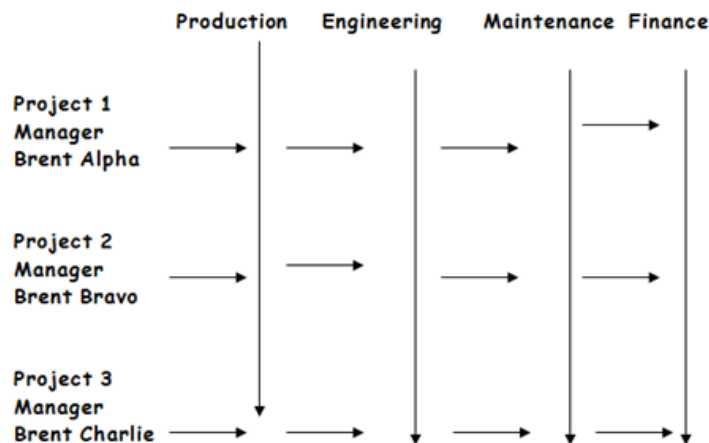 Production Engineering Maintenance Finance
Project 1
Manager
Brent Alpha
Project 2
Manager
Brent Bravo
Project 3
Manager
Brent Charlie